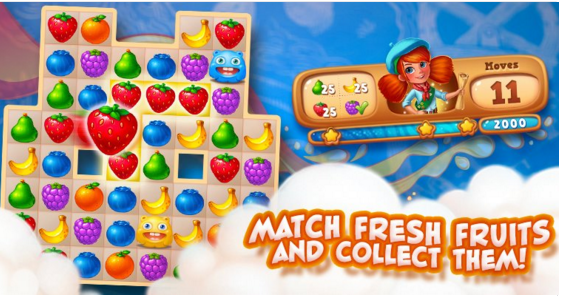 25 25
25
Moves
11
2000
MATCH FRESH FRUITS
AND COLLECT THEM!